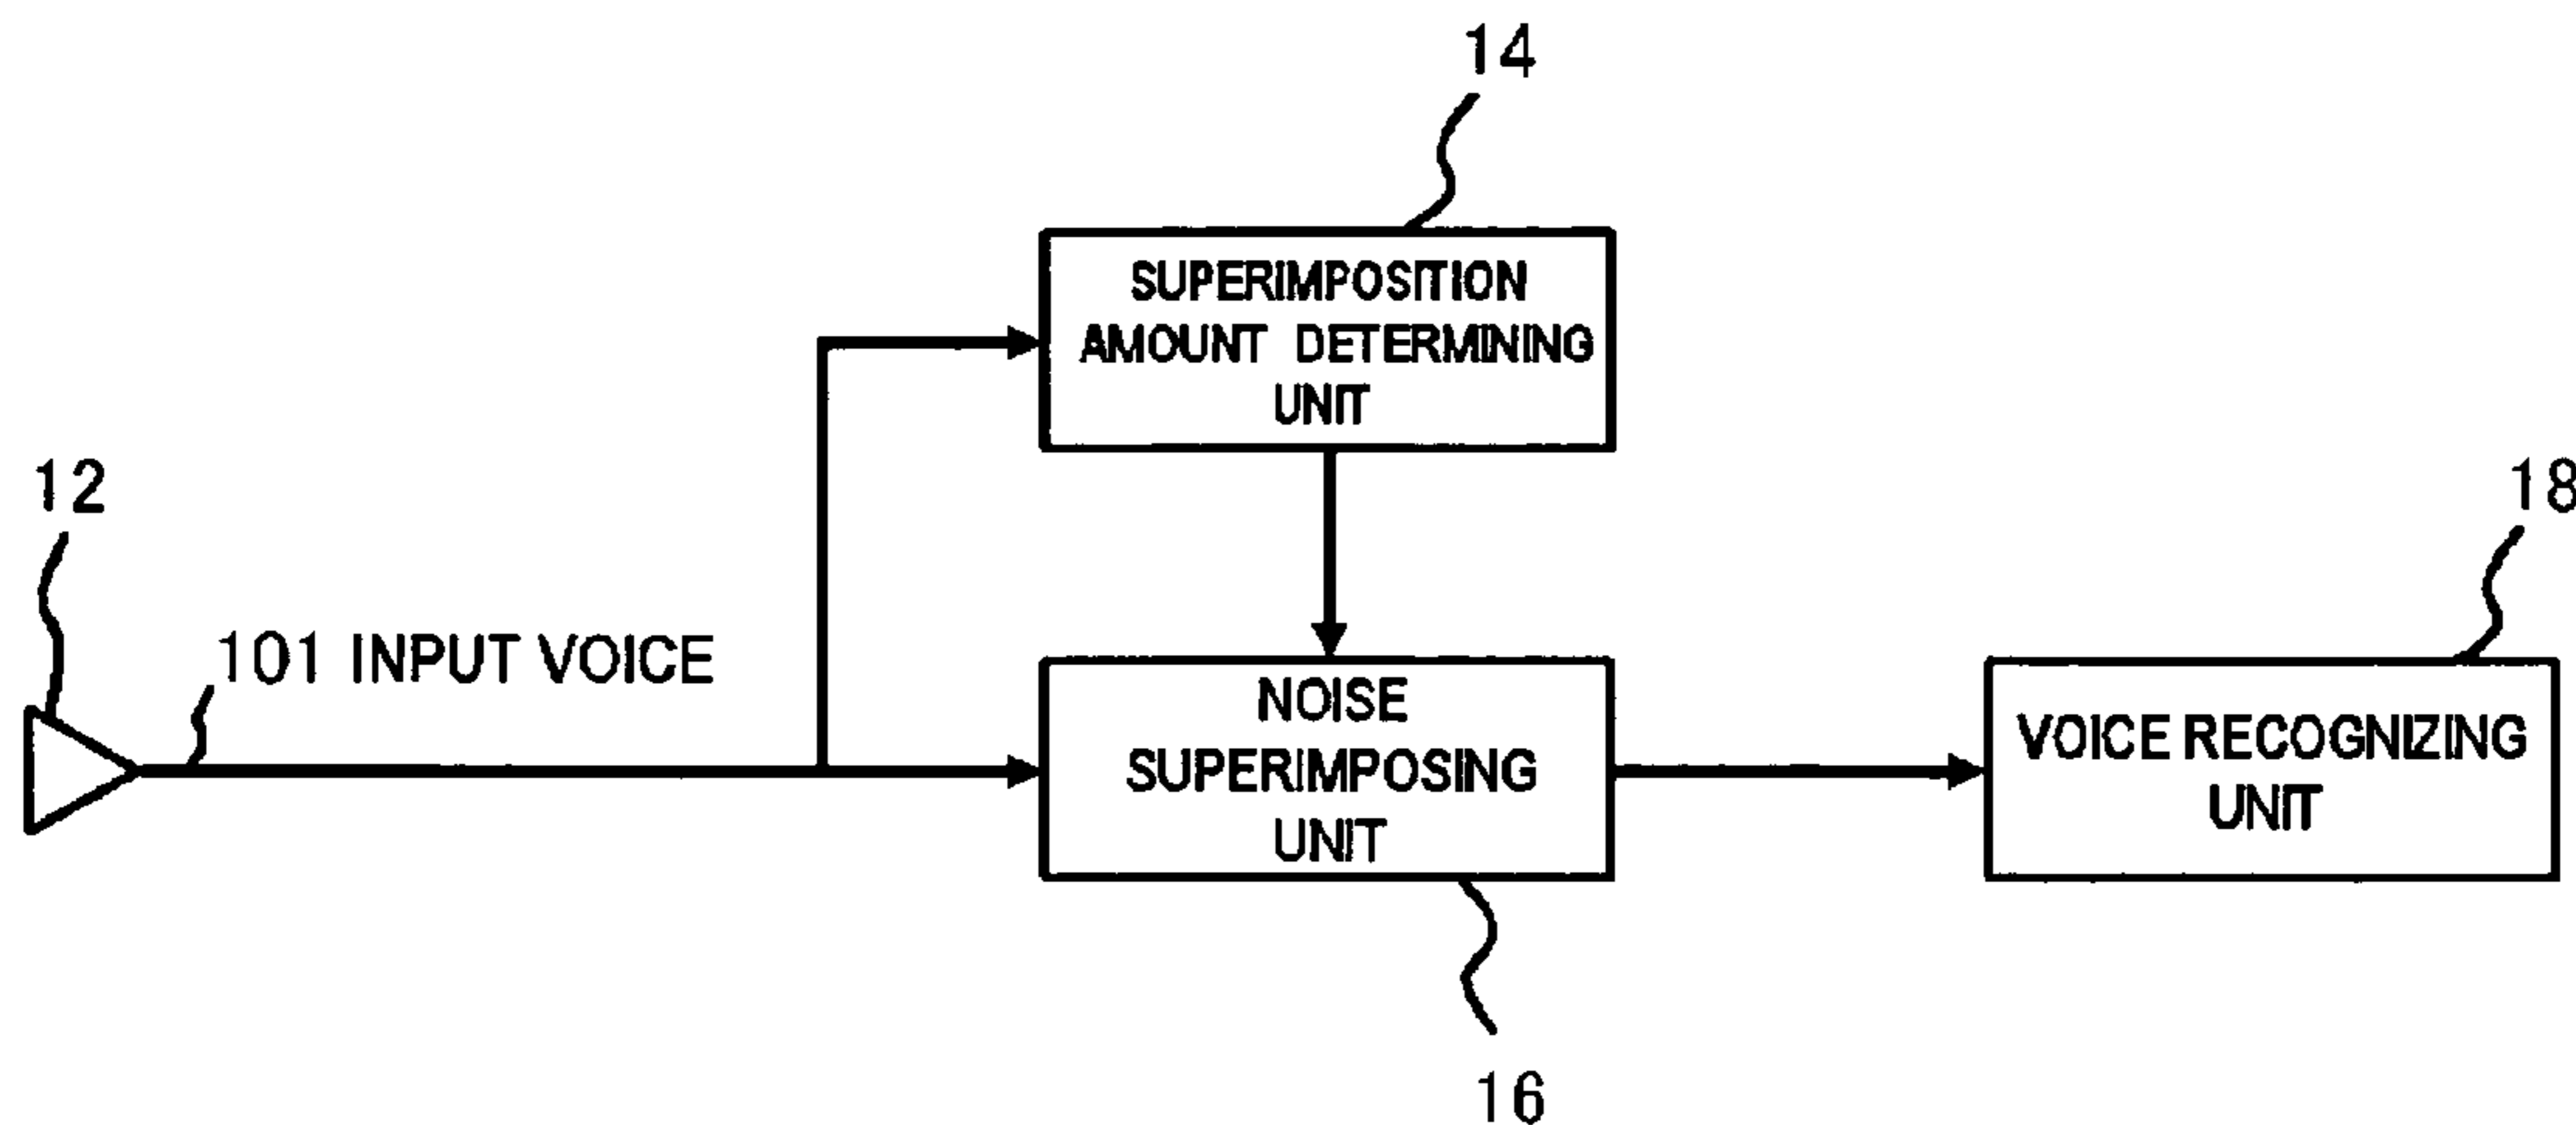 14
SUPERIMPOSITION
AMOUNT DETERMINING
UNIT
12
18
101 INPUT VOICE
NOISE
SUPERIMPOSING
UNIT
VOICE RECOGNIZING
UNIT
16